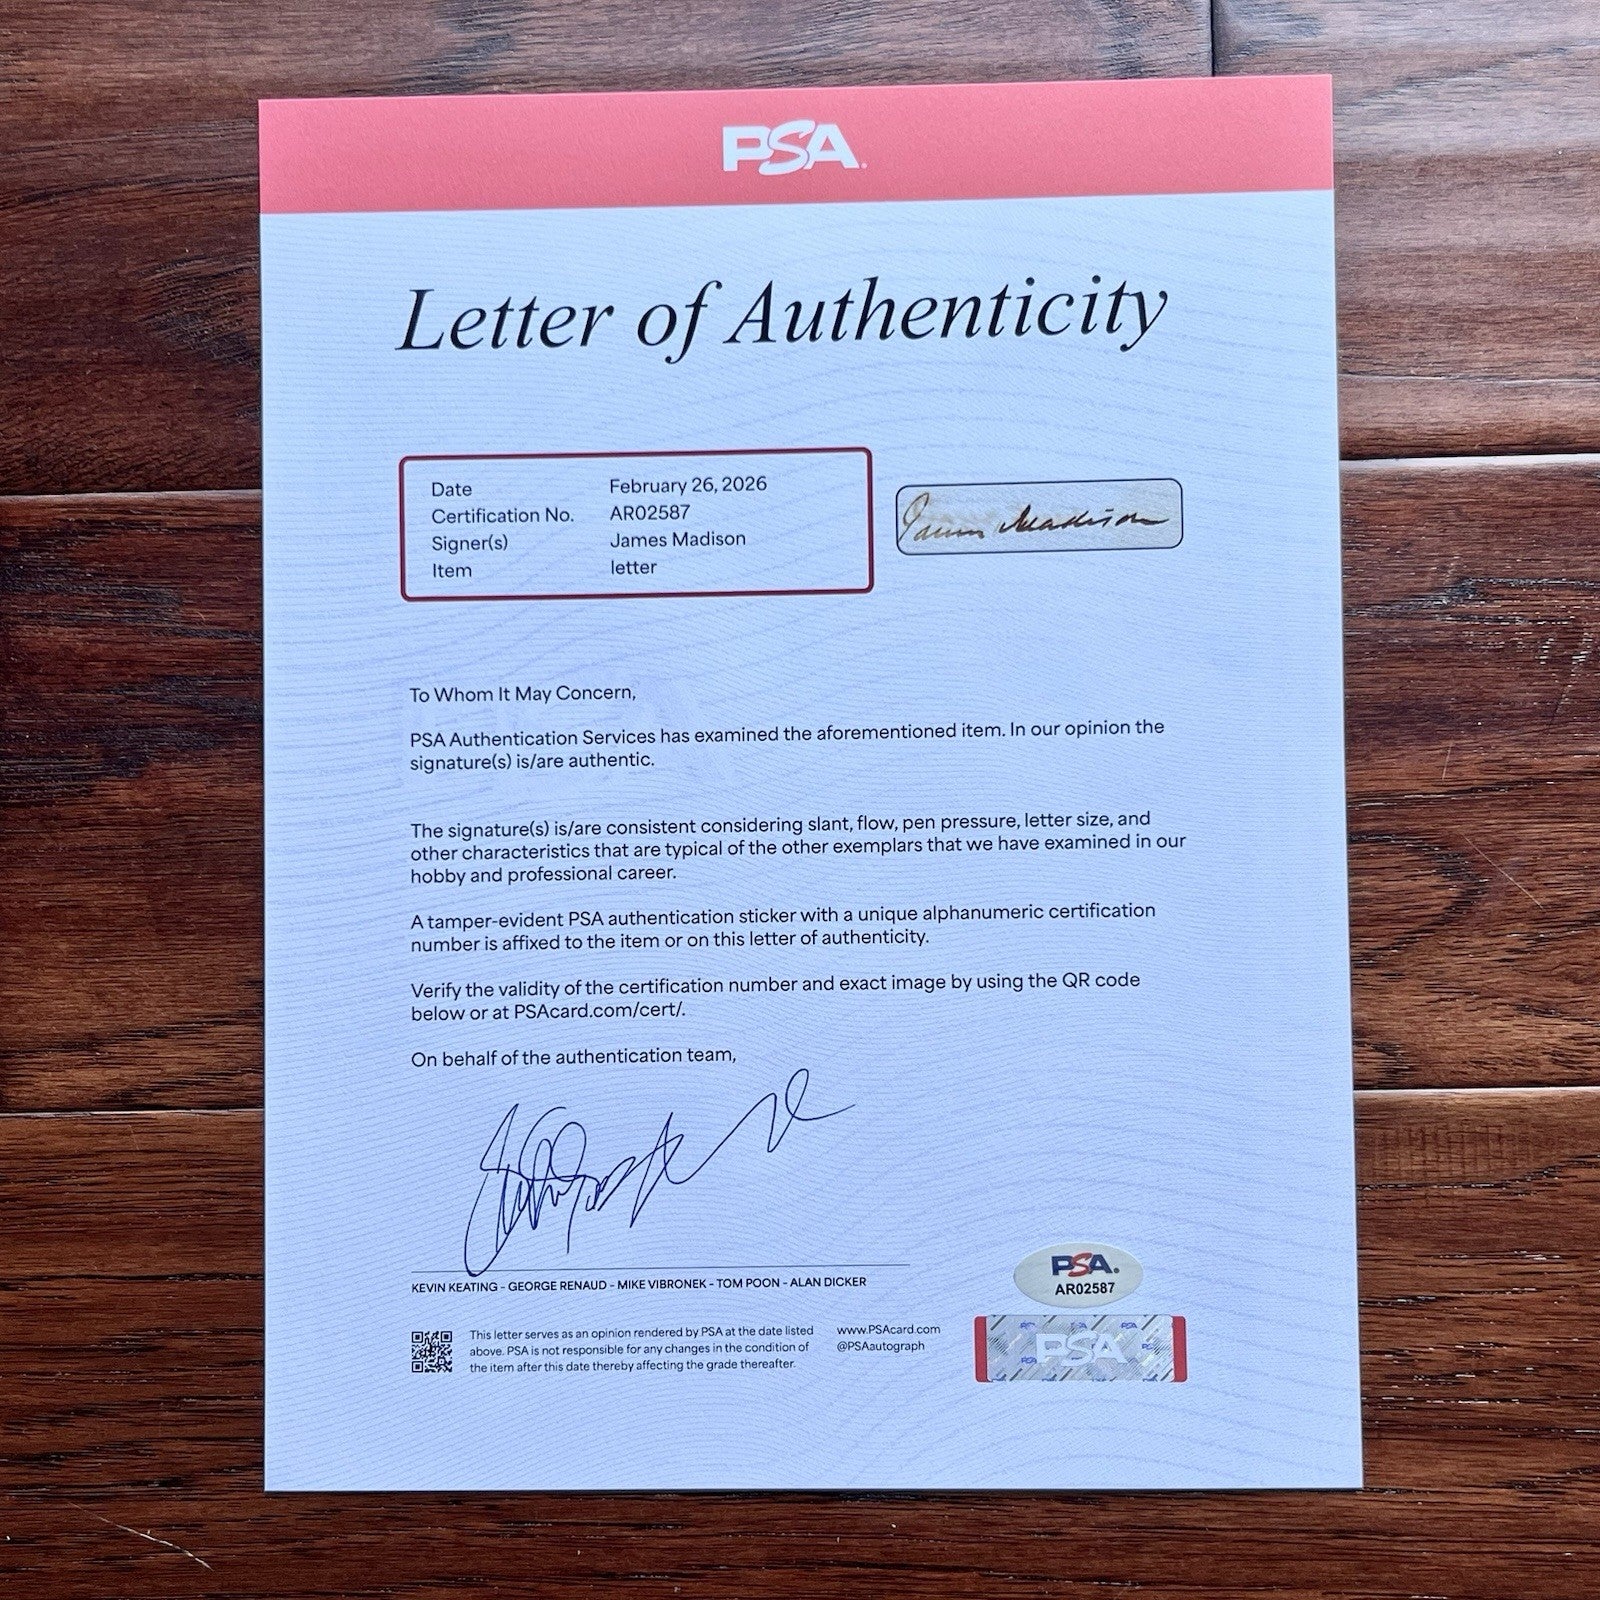 PSA
Letter of Authenticity
Date February 26, 2026
Certification No. AR02587
Signer(s) James Madison
Item letter
James Madison
To Whom It May Concern,
PSA Authentication Services has examined the aforementioned item. In our opinion the
signature(s) is/are authentic.
The signature(s) is/are consistent considering slant, flow, pen pressure, letter size, and
other characteristics that are typical of the other exemplars that we have examined in our
hobby and professional career.
A tamper-evident PSA authentication sticker with a unique alphanumeric certification
number is affixed to the item or on this letter of authenticity.
Verify the validity of the certification number and exact image by using the QR code
below or at PSAcard.com/cert/.
On behalf of the authentication team,
KEVIN KEATING - GEORGE RENAUD - MIKE VIBRONEK - TOM POON - ALAN DICKER
PSA
AR02587
This letter serves as an opinion rendered by PSA at the date listed
above. PSA is not responsible for any changes in the condition of
the item after this date thereby affecting the grade thereafter.
www.PSAcard.com
@PSAautograph
PSA